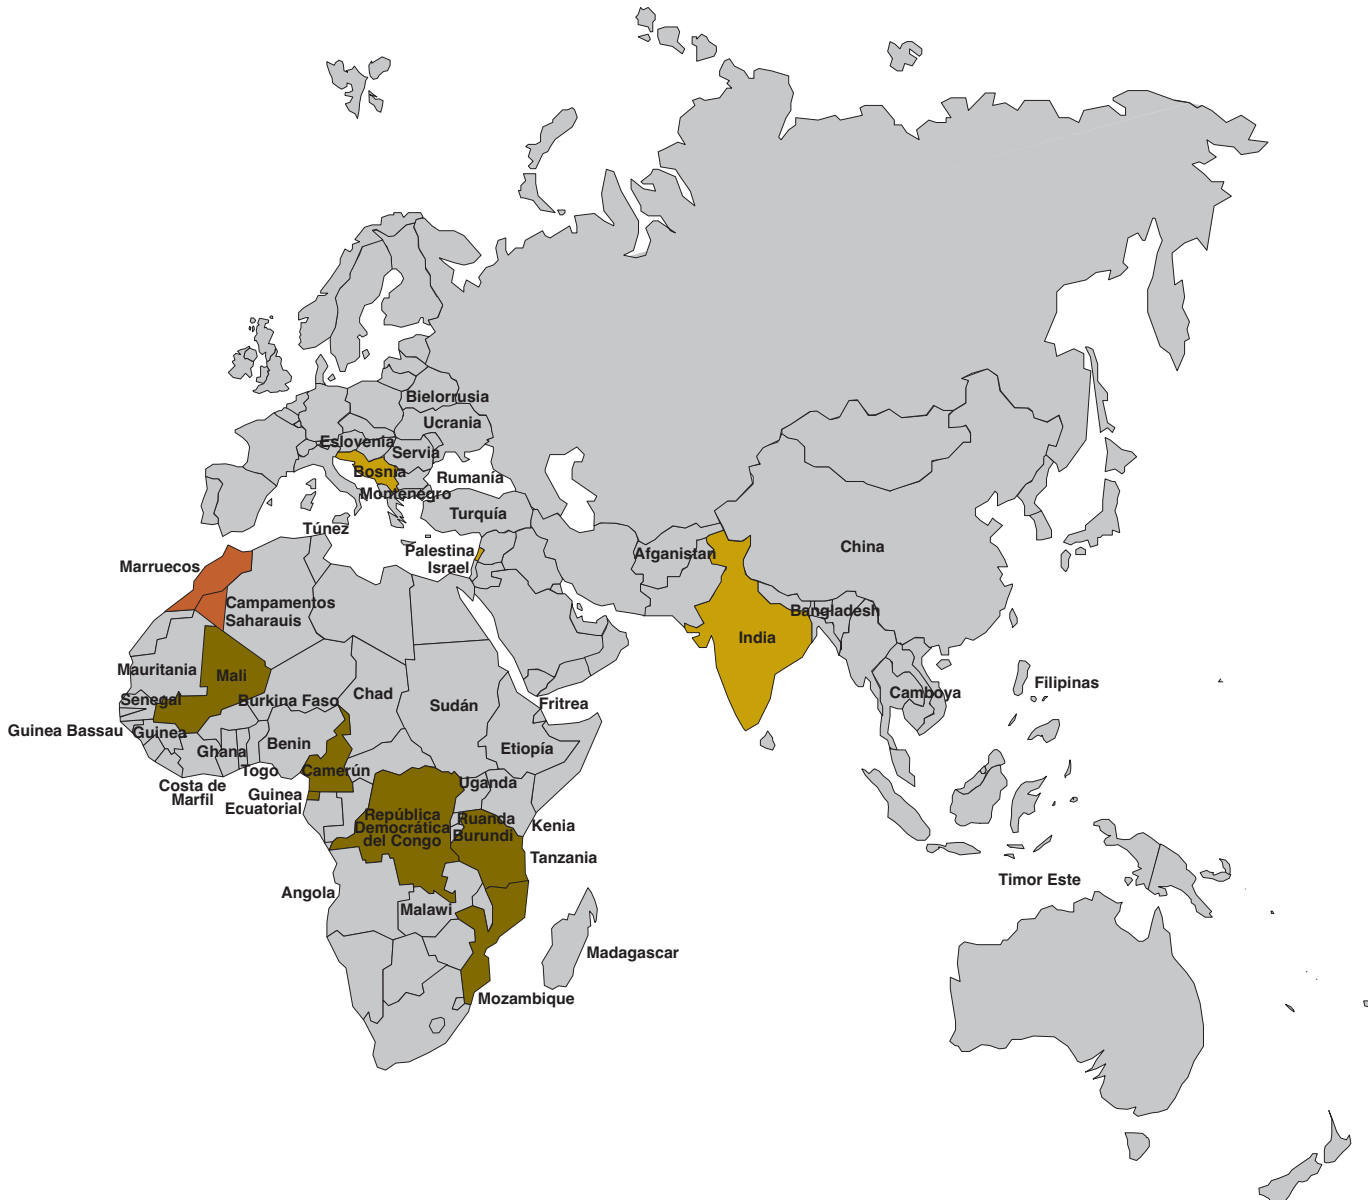 Bielorrusia
Ucrania
Eslovenia
Servia
Bosnia
Rumanía
Montenegro
Turquía
Túnez
Palestina
Israel
Afganistan
China
Marruecos
Campamentos
Saharauis
Bangladesh
India
Mauritania
Mali
Senegal
Burkina Faso
Chad
Sudán
Fritrea
Camboya
Filipinas
Guinea Bassau
Guinea
Ghana
Benin
Etiopía
Togo
Camerún
Costa de
Marfil
Guinea
Ecuatorial
Uganda
República
Democrática
del Congo
Ruanda
Burundi
Kenia
Tanzania
Timor Este
Angola
Malawi
Madagascar
Mozambique